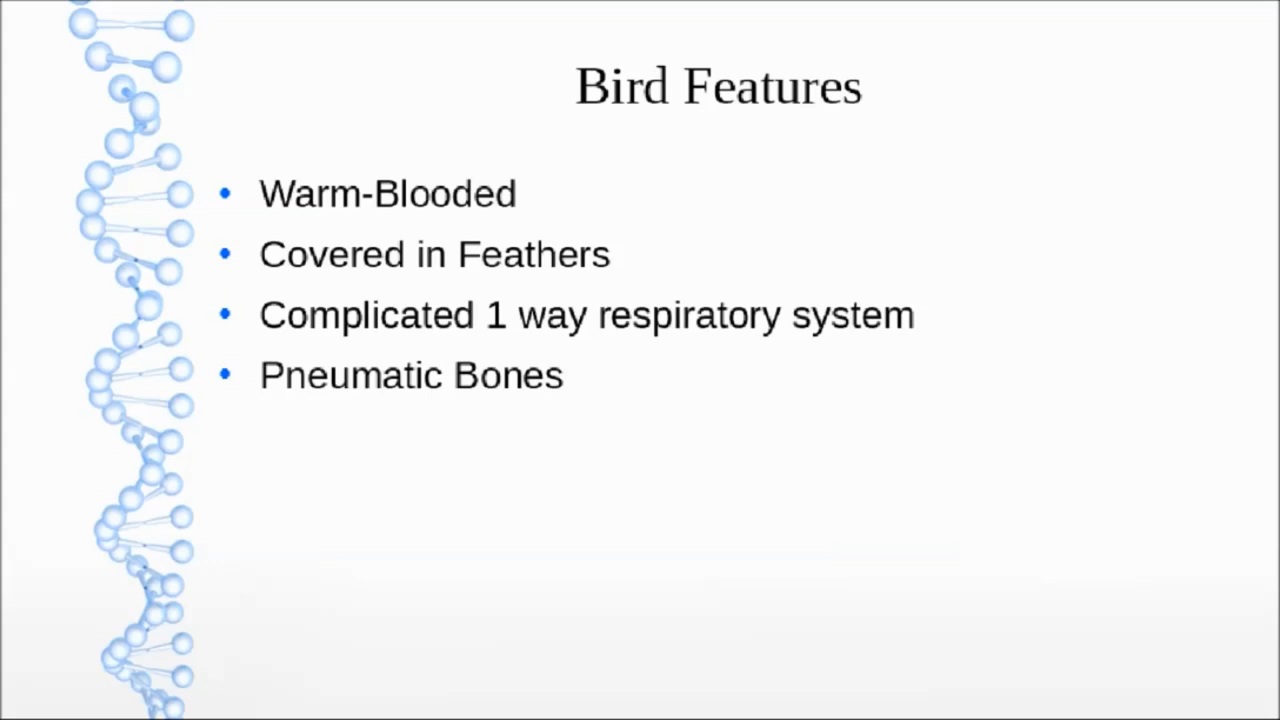 Bird Features
• Warm-Blooded
• Covered in Feathers
• Complicated 1 way respiratory system
• Pneumatic Bones